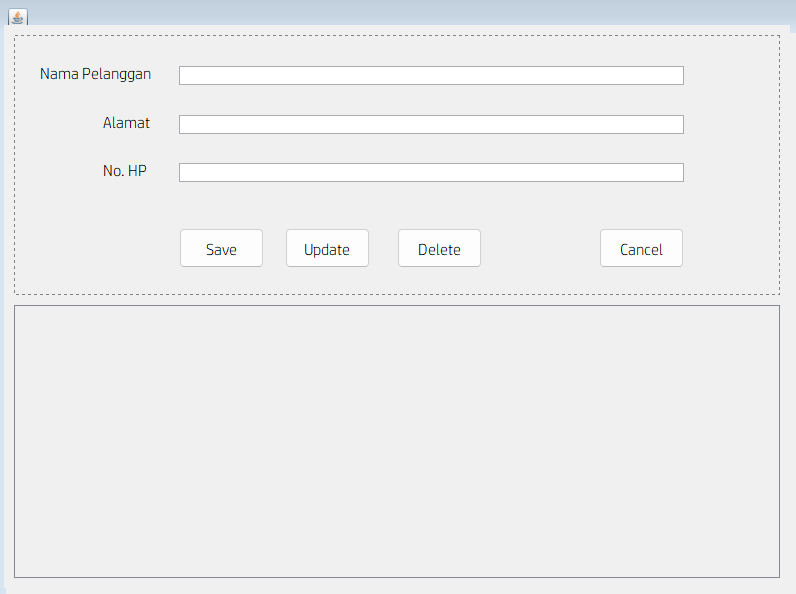 Nama Pelanggan
Alamat
No. HP
Save Update Delete Cancel